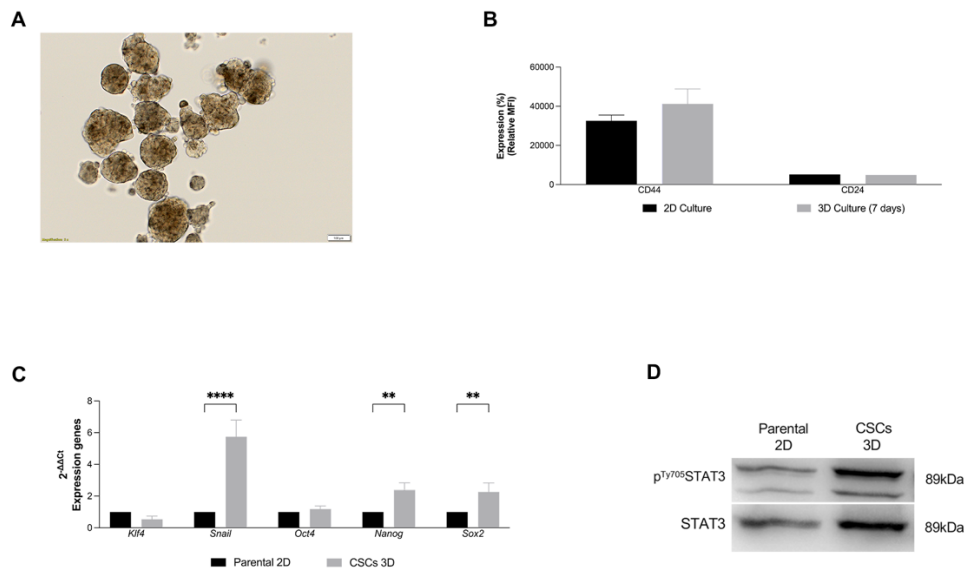 A
B
Expression (%)
(Relative MFI)
60000
40000
20000
0
CD44
CD24
2D Culture
3D Culture (7 days)
C
2-ΔΔCt
Expression genes
8
6
4
2
0
****
**
**
Klf4
Snail
Oct4
Nanog
Sox2
Parental 2D
CSCs 3D
D
Parental
2D
CSCs
3D
pTy705STAT3
89kDa
STAT3
89kDa